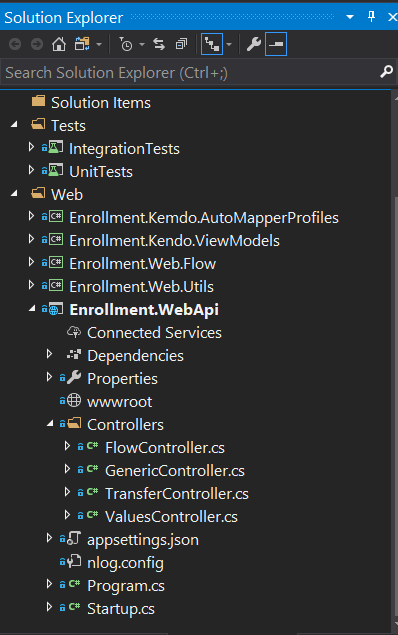 Solution Explorer
Search Solution Explorer (Ctrl+;)
Solution Items
Tests
IntegrationTests
UnitTests
Web
Enrollment.Kemdo.AutoMapperProfiles
Enrollment.Kendo.ViewModels
Enrollment.Web.Flow
Enrollment.Web.Utils
Enrollment.WebApi
Connected Services
Dependencies
Properties
wwwroot
Controllers
C# FlowController.cs
C# GenericController.cs
C# TransferController.cs
C# ValuesController.cs
appsettings.json
nlog.config
C# Program.cs
C# Startup.cs